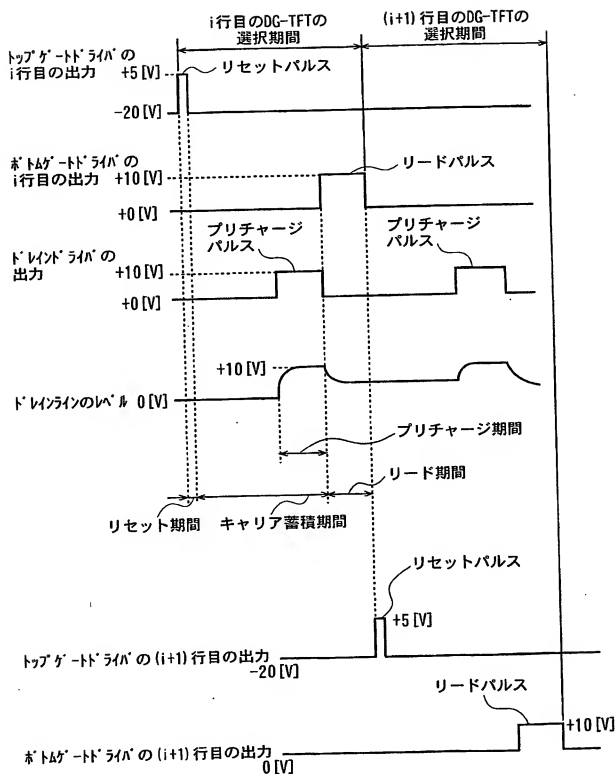 i行目のDG-TFTの
選択期間
(i+1)行目のDG-TFTの
選択期間
トップゲートドライバの
i行目の出力
+5[V]
リセットパルス
-20[V]
ボトムゲートドライバの
i行目の出力
+10[V]
リードパルス
+0[V]
プリチャージ
パルス
プリチャージ
パルス
ドレインドライバの
出力
+10[V]
+0[V]
+10[V]
ドレインラインのレベル 0[V]
プリチャージ期間
リード期間
リセット期間
キャリア蓄積期間
リセットパルス
+5[V]
トップゲートドライバの(i+1)行目の出力
-20[V]
リードパルス
+10[V]
ボトムゲートドライバの(i+1)行目の出力
0[V]